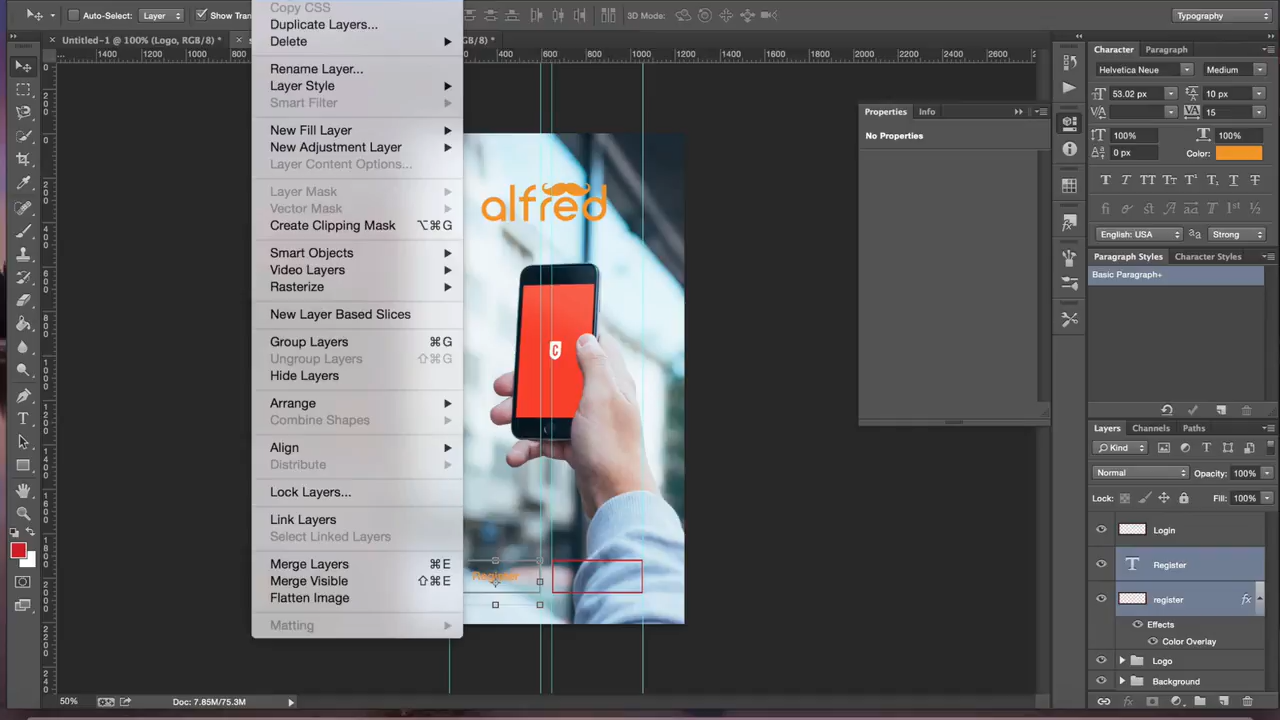 Auto-Select:
Layer
Show Tran
3D Mode:
Typography
Untitled-1 @ 100% (Logo, RGB/8) *
GB/8) *
1400
1200
1000
800
400
600
800
1000
1200
1400
1600
1800
2000
2200
2400
2600
Copy CSS
Duplicate Layers...
Delete
Rename Layer...
Layer Style
Smart Filter
New Fill Layer
New Adjustment Layer
Layer Content Options...
Layer Mask
Vector Mask
Create Clipping Mask ⌥⌘G
Smart Objects
Video Layers
Rasterize
New Layer Based Slices
Group Layers ⌘G
Ungroup Layers ⇧⌘G
Hide Layers
Arrange
Combine Shapes
Align
Distribute
Lock Layers...
Link Layers
Select Linked Layers
Merge Layers ⌘E
Merge Visible ⇧⌘E
Flatten Image
Matting
alfred
C
Register
Properties
Info
No Properties
Character
Paragraph
Helvetica Neue
Medium
53.02 px
10 px
15
100%
100%
0 px
Color:
English: USA
Strong
Paragraph Styles
Character Styles
Basic Paragraph+
Layers
Channels
Paths
Kind
Normal
Opacity: 100%
Lock:
Fill: 100%
Login
Register
register
fx
Effects
Color Overlay
Logo
Background
50%
Doc: 7.85M/75.3M